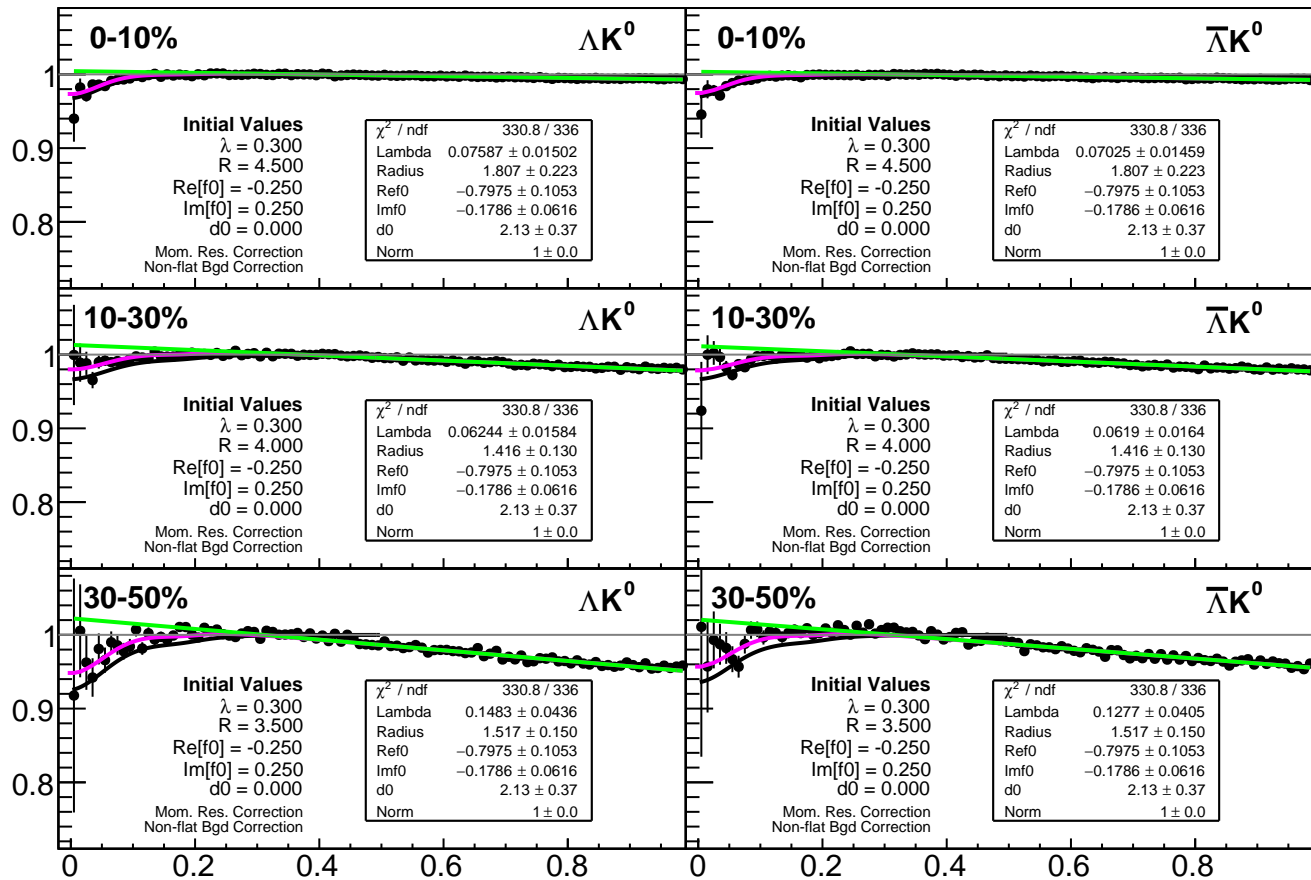 0-10% ΛK⁰
1
0.9
0.8
Initial Values
λ = 0.300
R = 4.500
Re[f0] = -0.250
Im[f0] = 0.250
d0 = 0.000
Mom. Res. Correction
Non-flat Bgd Correction
χ² / ndf 330.8 / 336
Lambda 0.07587 ± 0.01502
Radius 1.807 ± 0.223
Ref0 −0.7975 ± 0.1053
Imf0 −0.1786 ± 0.0616
d0 2.13 ± 0.37
Norm 1 ± 0.0
0-10% Λ̅K⁰
Initial Values
λ = 0.300
R = 4.500
Re[f0] = -0.250
Im[f0] = 0.250
d0 = 0.000
Mom. Res. Correction
Non-flat Bgd Correction
χ² / ndf 330.8 / 336
Lambda 0.07025 ± 0.01459
Radius 1.807 ± 0.223
Ref0 −0.7975 ± 0.1053
Imf0 −0.1786 ± 0.0616
d0 2.13 ± 0.37
Norm 1 ± 0.0
10-30% ΛK⁰
1
0.9
0.8
Initial Values
λ = 0.300
R = 4.000
Re[f0] = -0.250
Im[f0] = 0.250
d0 = 0.000
Mom. Res. Correction
Non-flat Bgd Correction
χ² / ndf 330.8 / 336
Lambda 0.06244 ± 0.01584
Radius 1.416 ± 0.130
Ref0 −0.7975 ± 0.1053
Imf0 −0.1786 ± 0.0616
d0 2.13 ± 0.37
Norm 1 ± 0.0
10-30% Λ̅K⁰
Initial Values
λ = 0.300
R = 4.000
Re[f0] = -0.250
Im[f0] = 0.250
d0 = 0.000
Mom. Res. Correction
Non-flat Bgd Correction
χ² / ndf 330.8 / 336
Lambda 0.0619 ± 0.0164
Radius 1.416 ± 0.130
Ref0 −0.7975 ± 0.1053
Imf0 −0.1786 ± 0.0616
d0 2.13 ± 0.37
Norm 1 ± 0.0
30-50% ΛK⁰
1
0.9
0.8
Initial Values
λ = 0.300
R = 3.500
Re[f0] = -0.250
Im[f0] = 0.250
d0 = 0.000
Mom. Res. Correction
Non-flat Bgd Correction
χ² / ndf 330.8 / 336
Lambda 0.1483 ± 0.0436
Radius 1.517 ± 0.150
Ref0 −0.7975 ± 0.1053
Imf0 −0.1786 ± 0.0616
d0 2.13 ± 0.37
Norm 1 ± 0.0
30-50% Λ̅K⁰
Initial Values
λ = 0.300
R = 3.500
Re[f0] = -0.250
Im[f0] = 0.250
d0 = 0.000
Mom. Res. Correction
Non-flat Bgd Correction
χ² / ndf 330.8 / 336
Lambda 0.1277 ± 0.0405
Radius 1.517 ± 0.150
Ref0 −0.7975 ± 0.1053
Imf0 −0.1786 ± 0.0616
d0 2.13 ± 0.37
Norm 1 ± 0.0
0 0.2 0.4 0.6 0.8 0 0.2 0.4 0.6 0.8